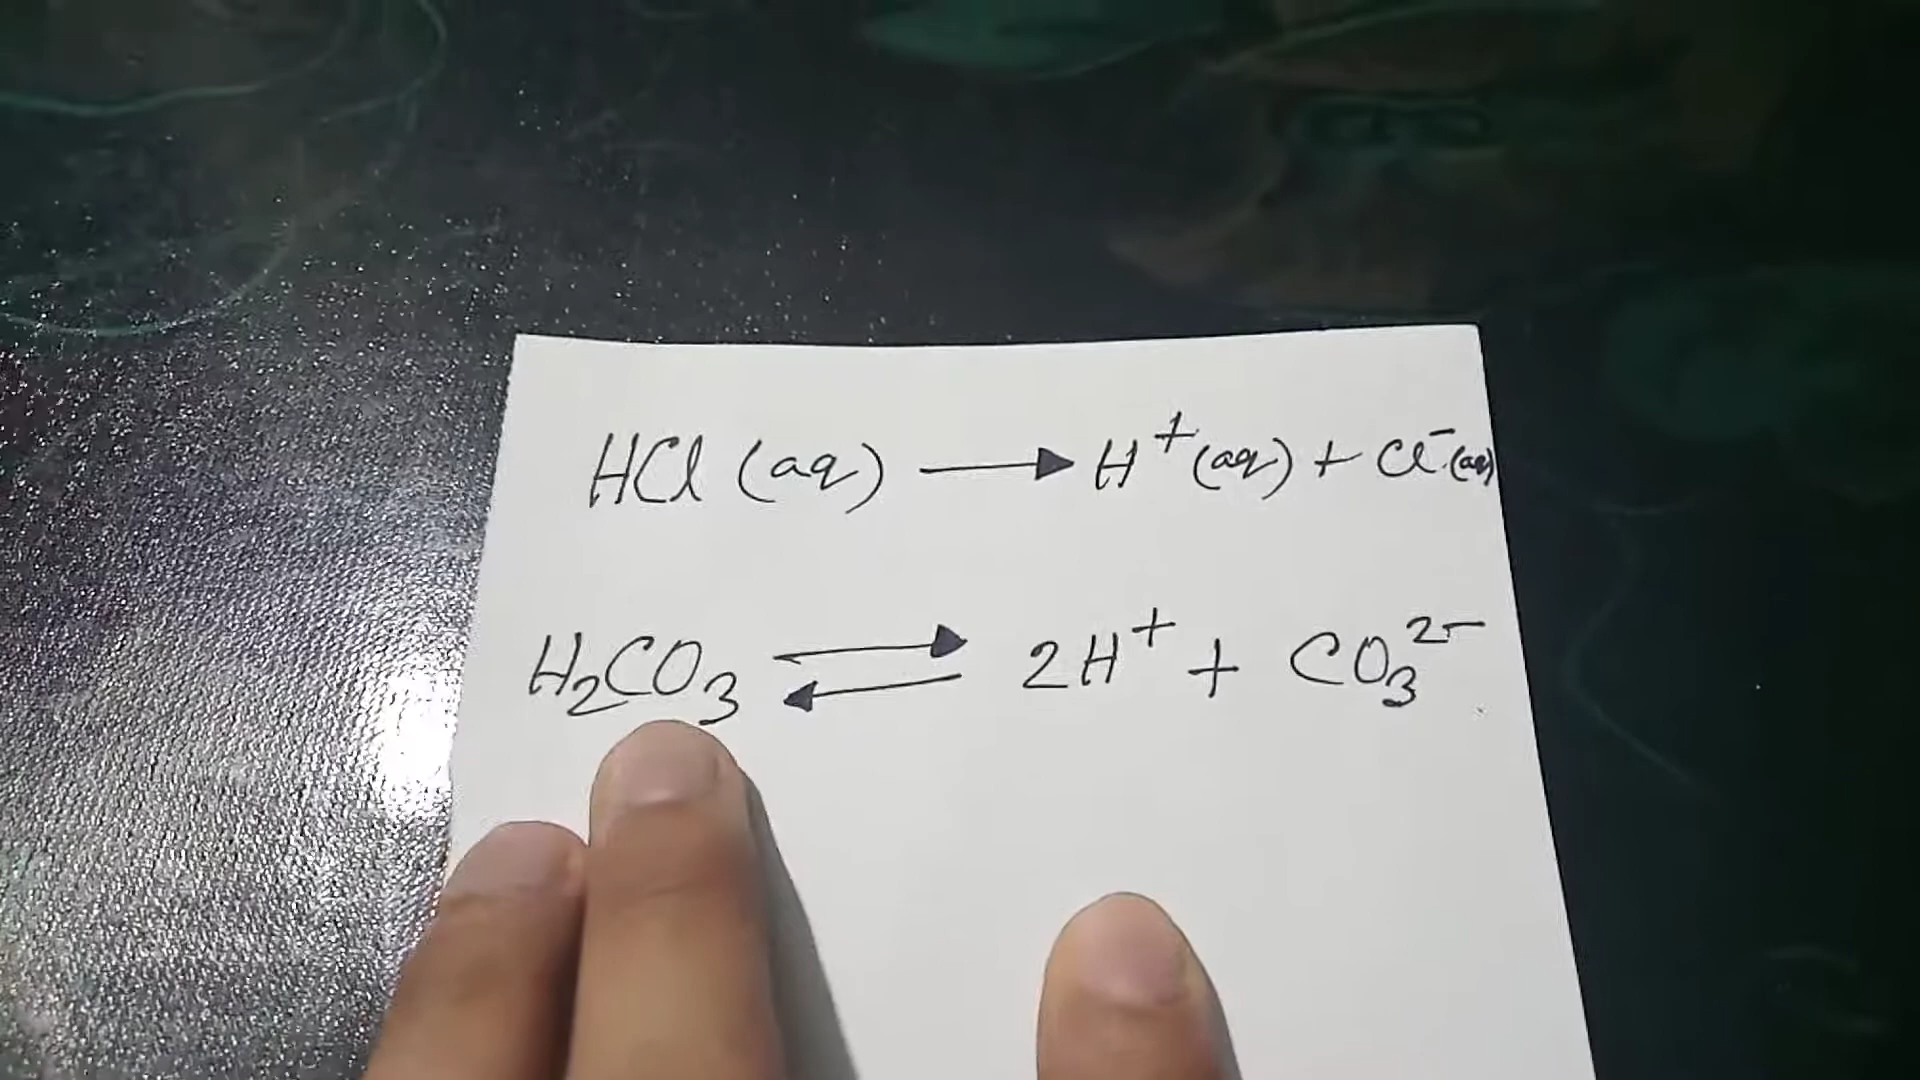 HCl (aq) ⟶ H⁺(aq) + Cl⁻(aq)
H₂CO₃ ⇌ 2H⁺ + CO₃²⁻